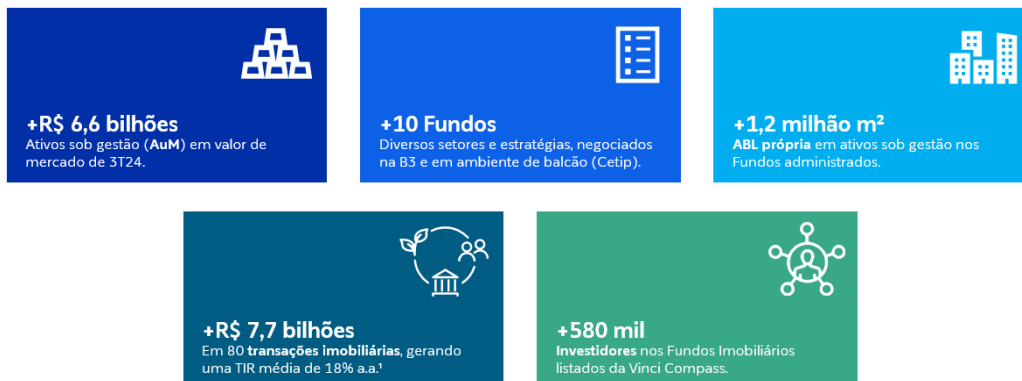 +R$ 6,6 bilhões
Ativos sob gestão (AuM) em valor de
mercado de 3T24.
+10 Fundos
Diversos setores e estratégias, negociados
na B3 e em ambiente de balcão (Cetip).
+1,2 milhão m²
ABL própria em ativos sob gestão nos
Fundos administrados.
+R$ 7,7 bilhões
Em 80 transações imobiliárias, gerando
uma TIR média de 18% a.a.¹
+580 mil
Investidores nos Fundos Imobiliários
listados da Vinci Compass.